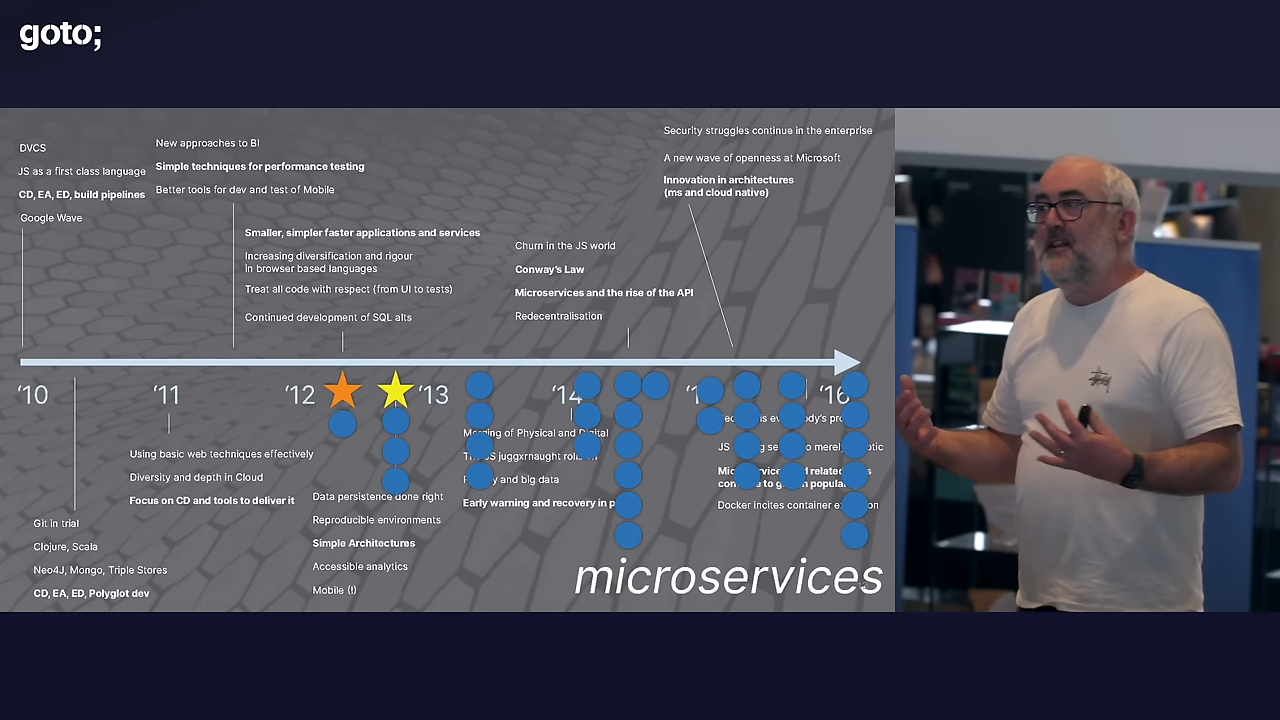 goto;
DVCS
JS as a first class language
CD, EA, ED, build pipelines
Google Wave
New approaches to BI
Simple techniques for performance testing
Better tools for dev and test of Mobile
Smaller, simpler faster applications and services
Increasing diversification and rigour
in browser based languages
Treat all code with respect (from UI to tests)
Continued development of SQL alts
Churn in the JS world
Conway's Law
Microservices and the rise of the API
Redecentralisation
Security struggles continue in the enterprise
A new wave of openness at Microsoft
Innovation in architectures
(ms and cloud native)
'10 '11 '12 '13 '14 '16
Git in trial
Clojure, Scala
Neo4J, Mongo, Triple Stores
CD, EA, ED, Polyglot dev
Using basic web techniques effectively
Diversity and depth in Cloud
Focus on CD and tools to deliver it
Data persistence done right
Reproducible environments
Simple Architectures
Accessible analytics
Mobile (!)
Merging of Physical and Digital
juggxrnaught
and big data
Early warning and recovery in
JS
Docker incites container
microservices